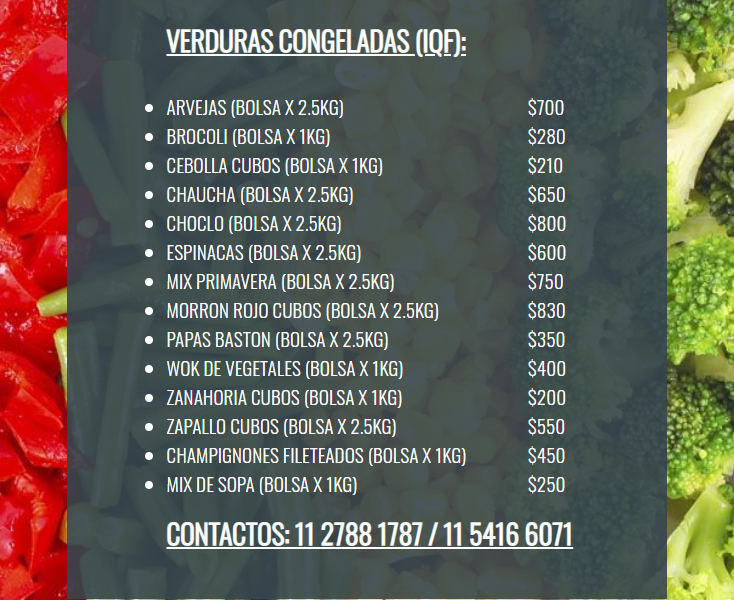 VERDURAS CONGELADAS (IQF):
ARVEJAS (BOLSA X 2.5KG) $700
BROCOLI (BOLSA X 1KG) $280
CEBOLLA CUBOS (BOLSA X 1KG) $210
CHAUCHA (BOLSA X 2.5KG) $650
CHOCLO (BOLSA X 2.5KG) $800
ESPINACAS (BOLSA X 2.5KG) $600
MIX PRIMAVERA (BOLSA X 2.5KG) $750
MORRON ROJO CUBOS (BOLSA X 2.5KG) $830
PAPAS BASTON (BOLSA X 2.5KG) $350
WOK DE VEGETALES (BOLSA X 1KG) $400
ZANAHORIA CUBOS (BOLSA X 1KG) $200
ZAPALLO CUBOS (BOLSA X 2.5KG) $550
CHAMPIGNONES FILETEADOS (BOLSA X 1KG) $450
MIX DE SOPA (BOLSA X 1KG) $250
CONTACTOS: 11 2788 1787 / 11 5416 6071